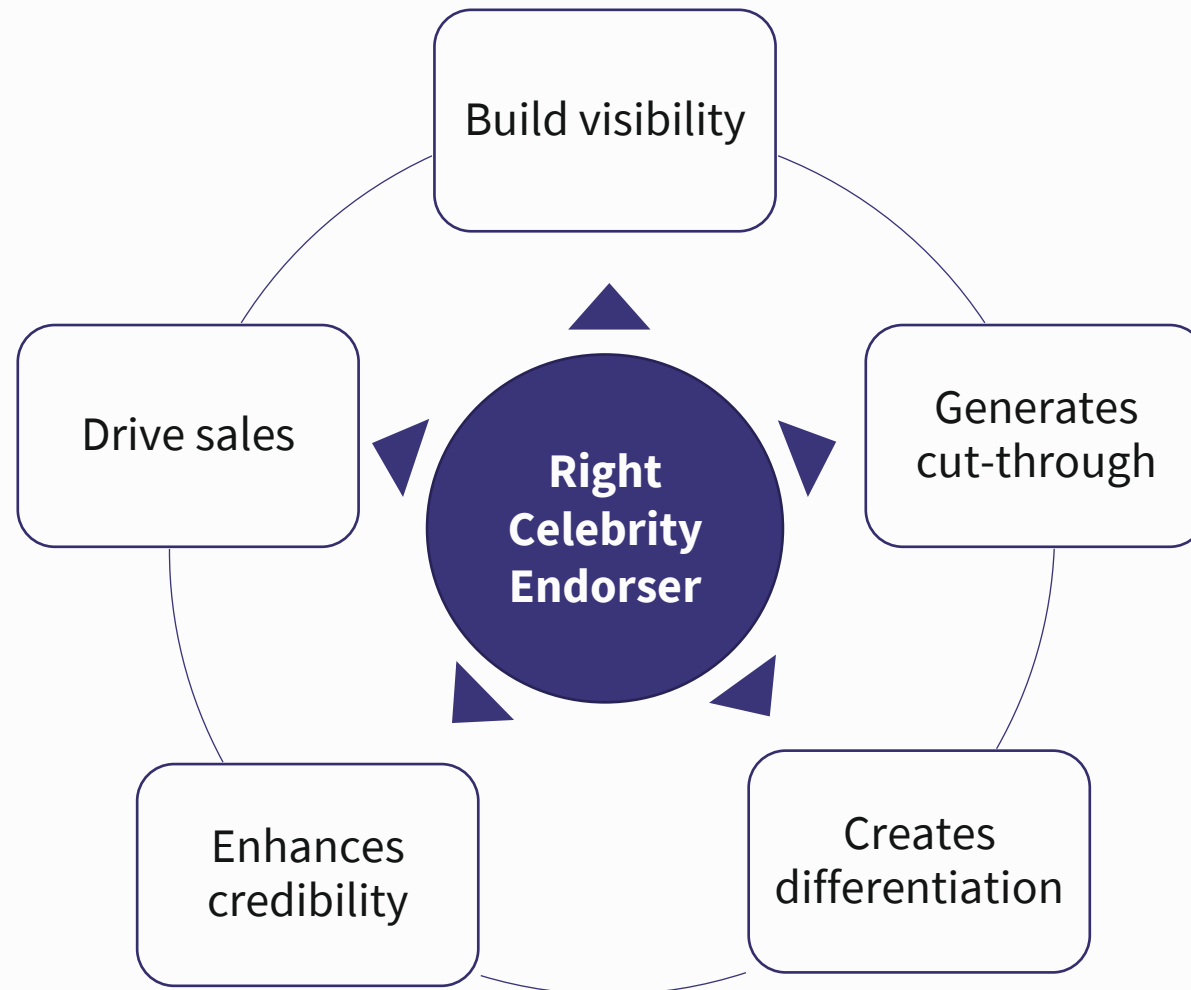 Build visibility
Generates
cut-through
Drive sales
Right
Celebrity
Endorser
Enhances
credibility
Creates
differentiation